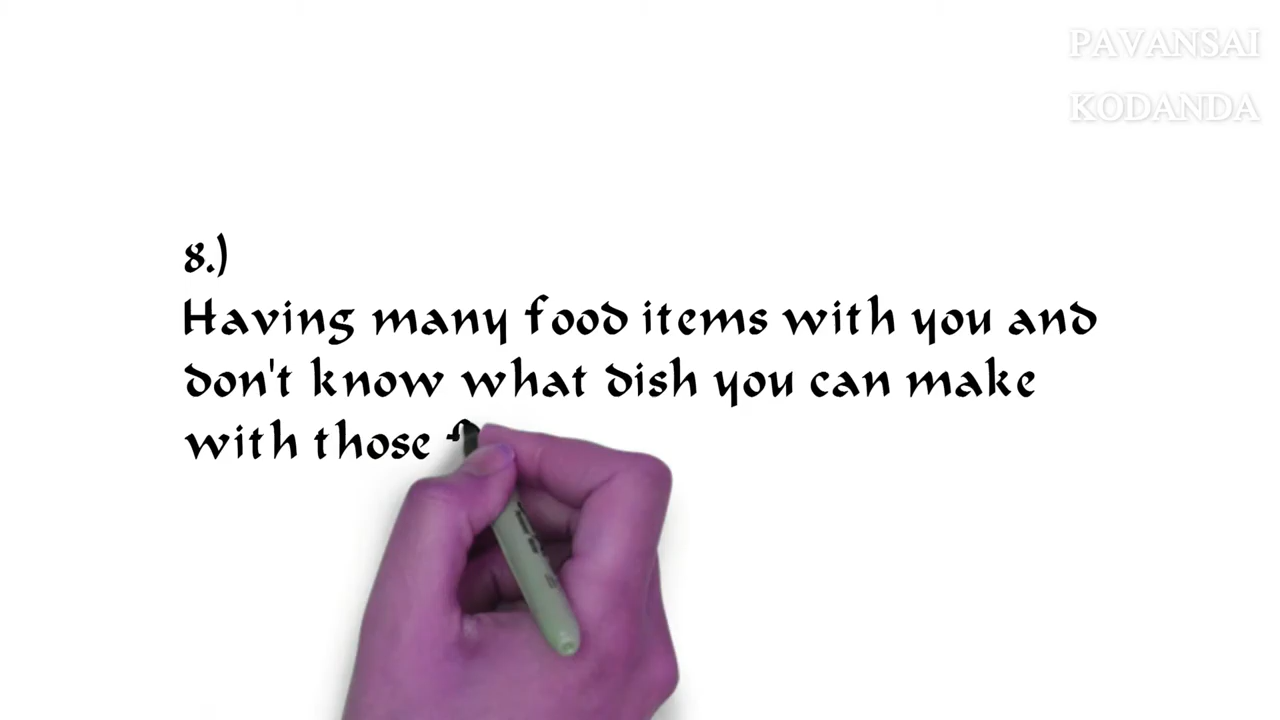 PAVANSAI
KODANDA
8.)
Having many food items with you and
don't know what dish you can make
with those